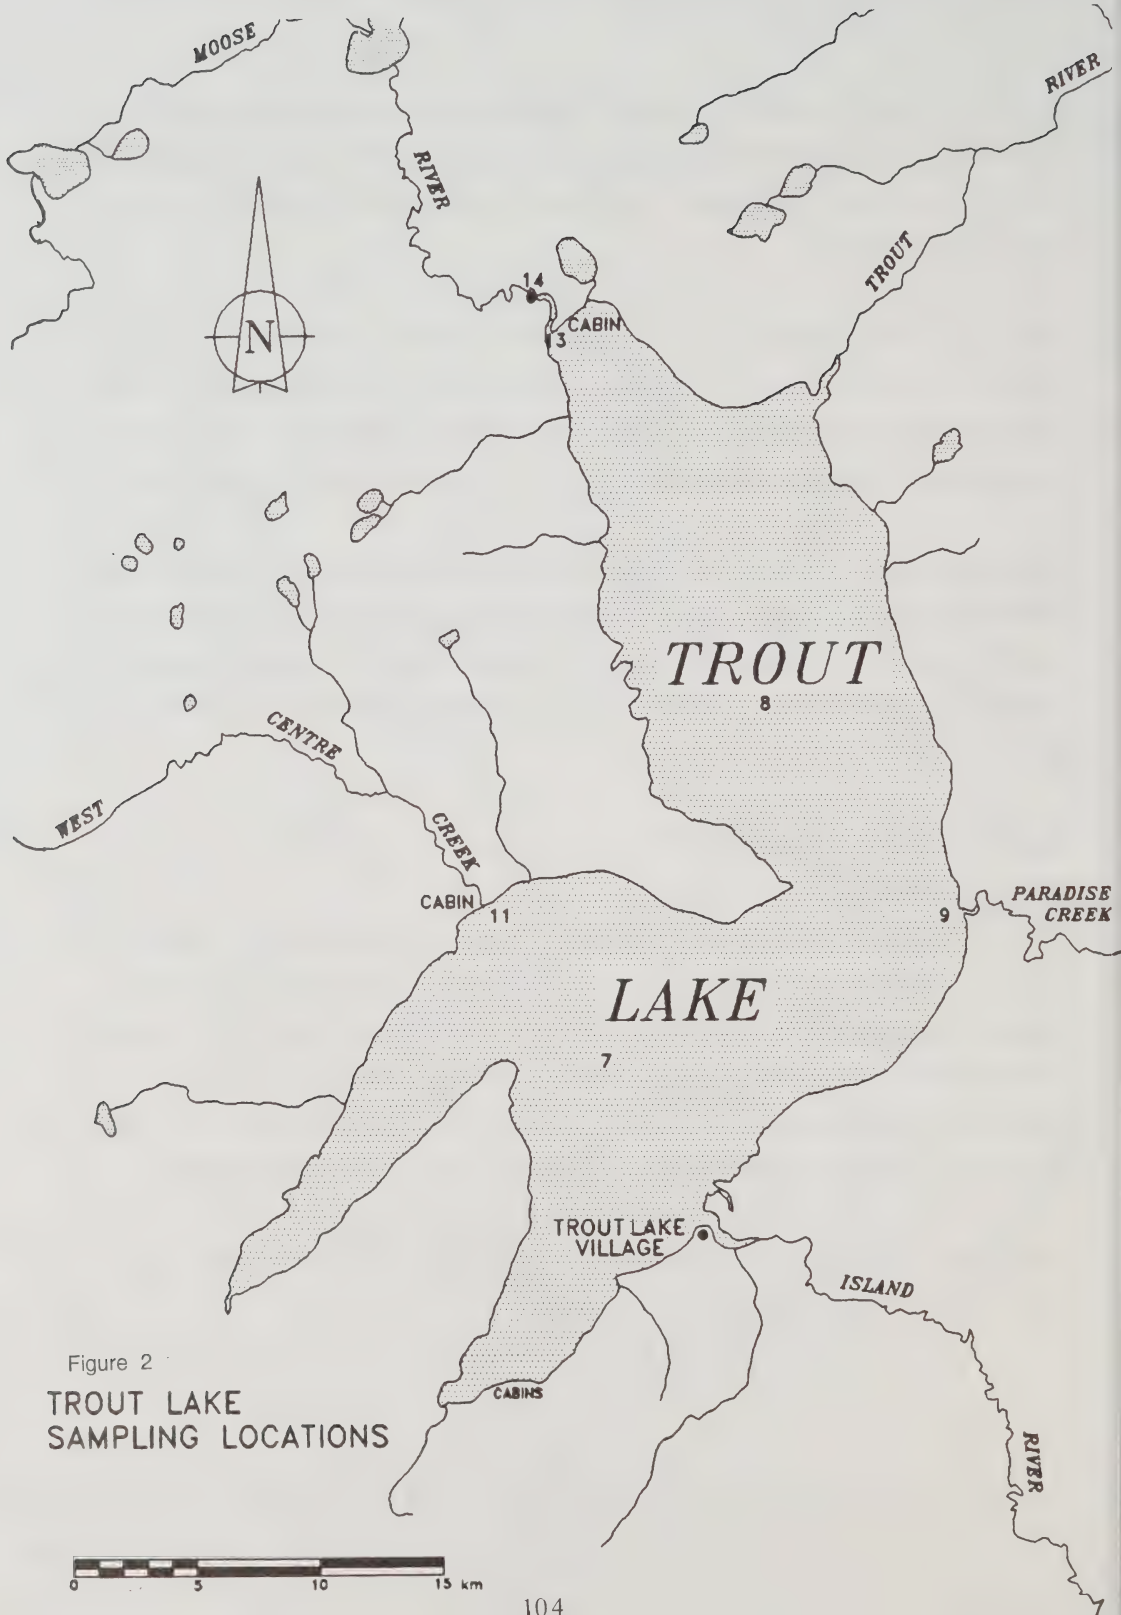 MOOSE
RIVER
RIVER
TROUT
14
CABIN
13
N
TROUT
8
CENTRE
WEST
CREEK
CABIN
11
9
PARADISE
CREEK
LAKE
7
TROUT LAKE
VILLAGE
ISLAND
RIVER
CABINS
Figure 2
TROUT LAKE
SAMPLING LOCATIONS
0 5 10 15 km
104